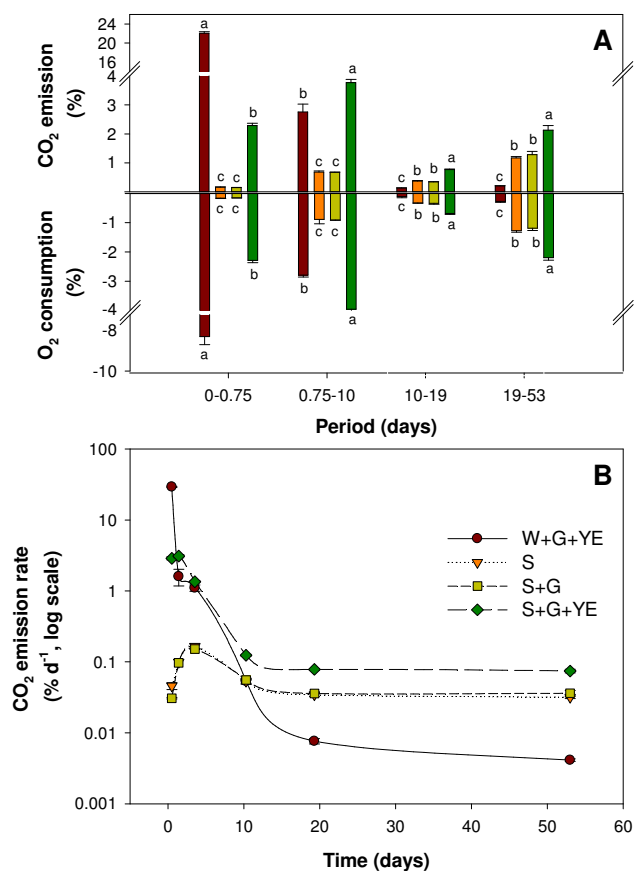 A
24
20
16
4
3
2
1
-1
-2
-3
-4
-8
-10
CO₂ emission
(%)
O₂ consumption
(%)
a c c b
b c c a
c b b a
c b b a
a c c b
b c c a
c b b a
c b b a
0-0.75 0.75-10 10-19 19-53
Period (days)
B
100
10
1
0.1
0.01
0.001
CO₂ emission rate
(% d⁻¹, log scale)
W+G+YE
S
S+G
S+G+YE
0 10 20 30 40 50 60
Time (days)